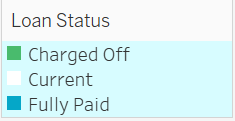 Loan Status
Charged Off
Current
Fully Paid